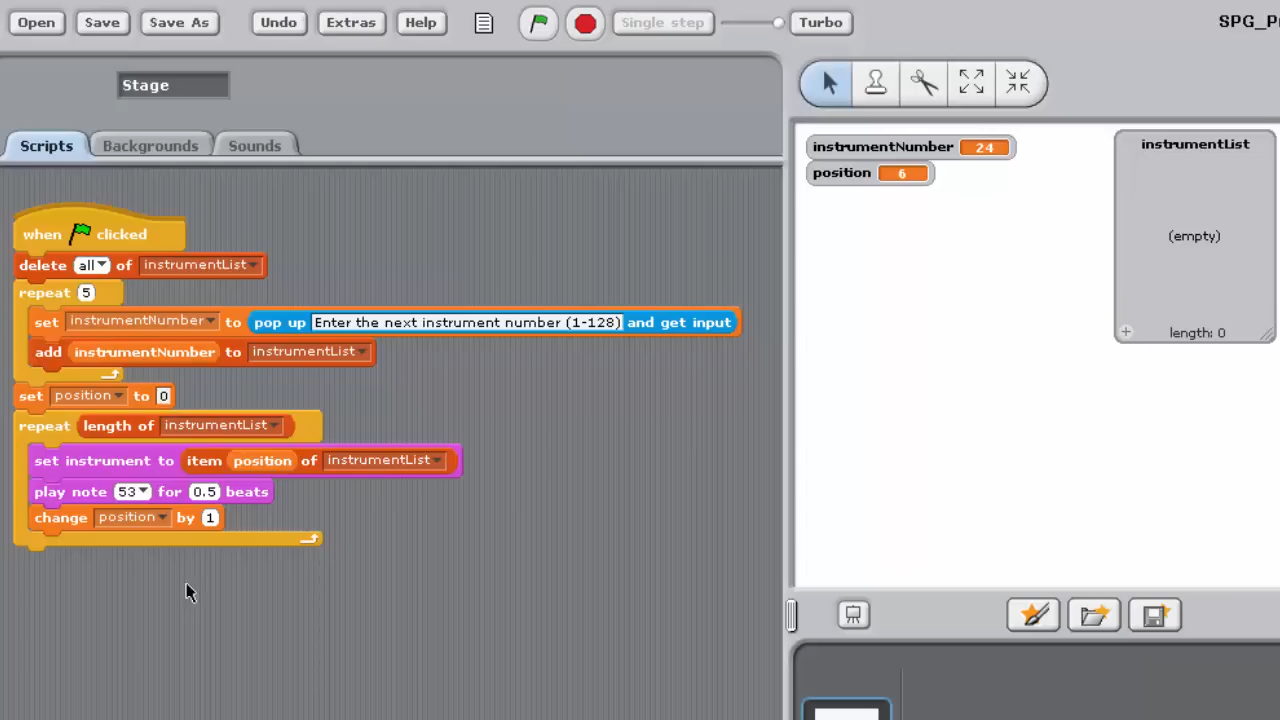 Open Save Save As Undo Extras Help Single step Turbo SPG_P
Stage
Scripts Backgrounds Sounds
when clicked
delete all of instrumentList
repeat 5
set instrumentNumber to pop up Enter the next instrument number (1-128) and get input
add instrumentNumber to instrumentList
set position to 0
repeat length of instrumentList
set instrument to item position of instrumentList
play note 53 for 0.5 beats
change position by 1
instrumentNumber 24
position 6
instrumentList
(empty)
+ length: 0